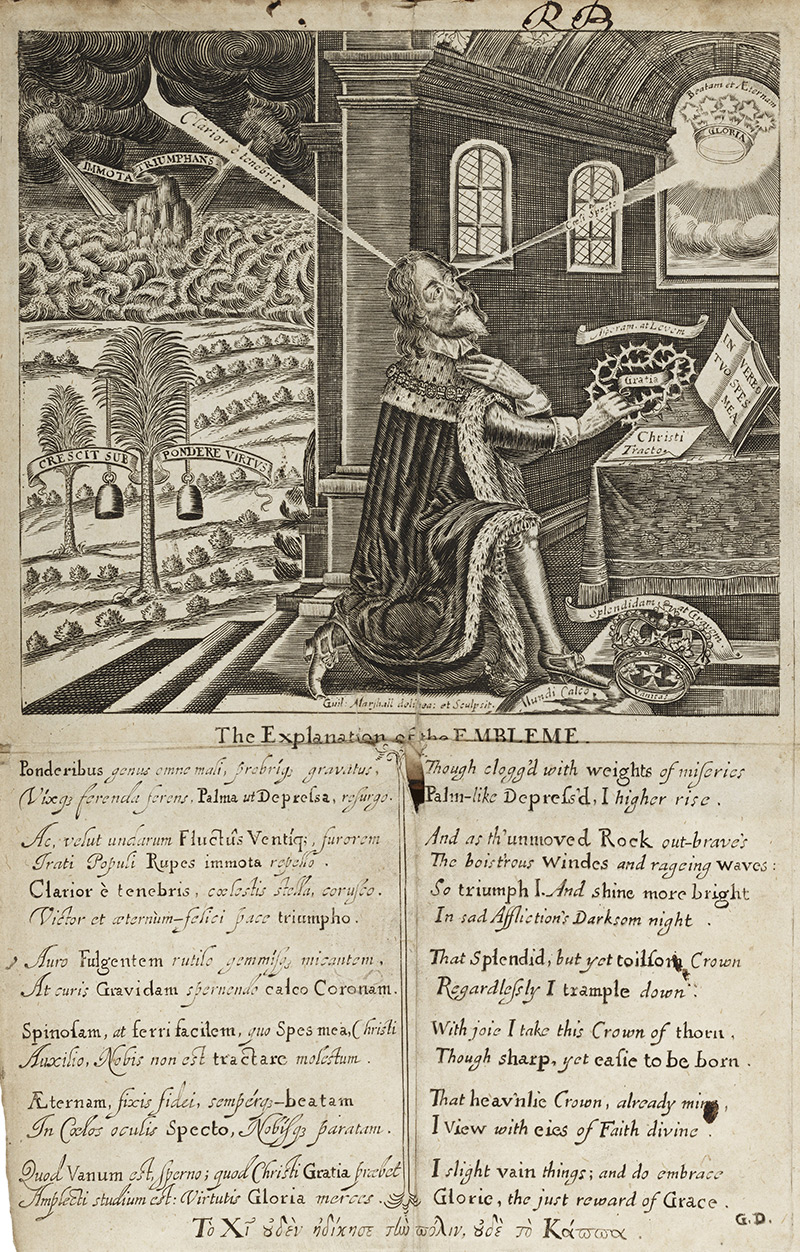 R B
Clarior è tenebris.
Beatam et Æternam
GLORIA
IMMOTA TRIUMPHANS
Cœli Specto
Asperam at Levem
Gratia
IN VERBO
TVO SPES
MEA
Christi
Tracto
CRESCIT SUB PONDERE VIRTVS
Splendidam at Gravem
Vanitas
Mundi Calco
Guil: Marshall delinea: et Sculpsit.
The Explanation of the EMBLEME.
Ponderibus genus omne mali, probriq; gravatus,
Vixq; ferenda ferens, Palma ut Depressa, resurgo.
Ac, velut undarum Fluctûs Ventiq;, furorem
Irati Populi Rupes immota repello.
Clarior è tenebris, cœlestis stella, corusco.
Victor et æternùm-felici pace triumpho.
Auro Fulgentem rutilo gemmisq; micantem,
At curis Gravidam spernendo calco Coronam.
Spinosam, at ferri facilem, quo Spes mea, Christi
Auxilio, Nobis non est tractare molestum.
Æternam, fixis fidei, sempérq;-beatam
In Cœlos oculis Specto, Nobisq; paratam.
Quod Vanum est, sperno; quod Christi Gratia præbet
Amplecti studium est: Virtutis Gloria merces.
Though clogg'd with weights of miseries
Palm-like Depress'd, I higher rise.
And as th'unmoved Rock out-brave's
The boistrous Windes and rageing waves:
So triumph I. And shine more bright
In sad Affliction's Darksom night.
That Splendid, but yet toilsom Crown
Regardlessly I trample down.
With joie I take this Crown of thorn,
Though sharp, yet easie to be born.
That heav'nlie Crown, already mine,
I View with eies of Faith divine.
I slight vain things; and do embrace
Glorie, the just reward of Grace.
G.D.
Τὸ Χῖ ȣ̓δὲν ἠδίκησε τὴν πόλιν, ȣ̓δὲ τὸ Κάππα.